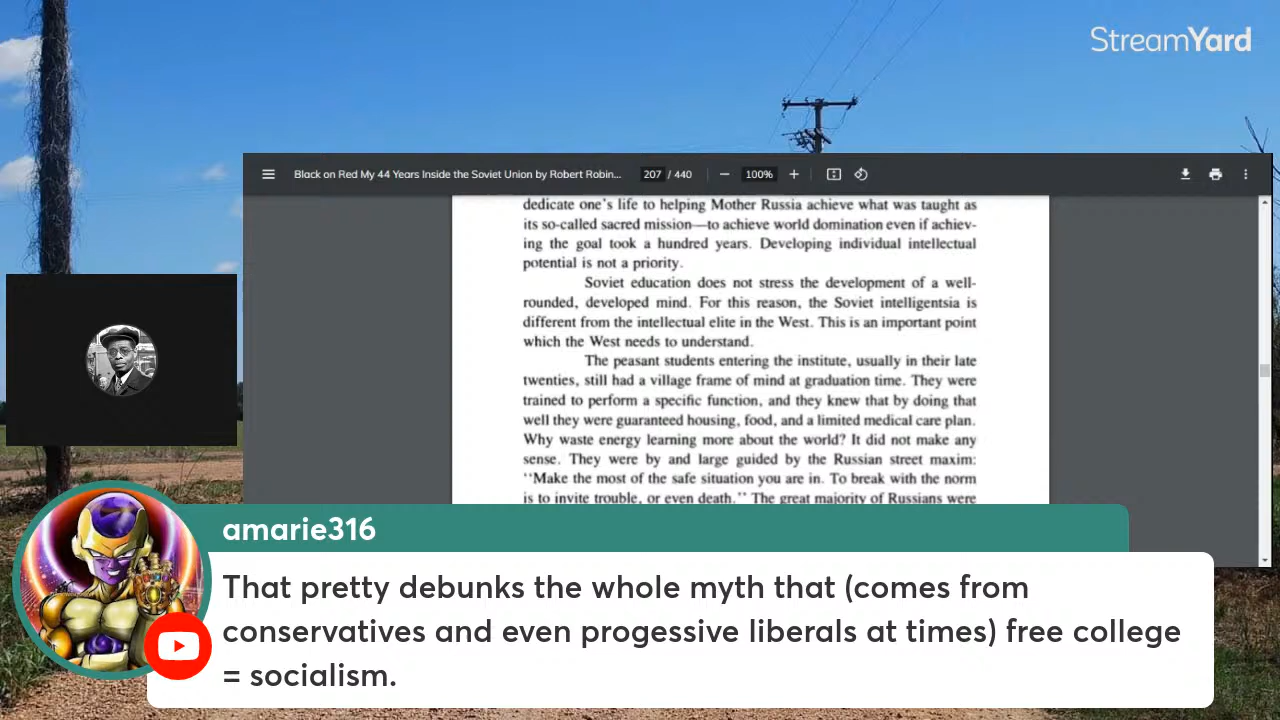 StreamYard
Black on Red My 44 Years Inside the Soviet Union by Robert Robin...
207 / 440
100%
dedicate one's life to helping Mother Russia achieve what was taught as
its so-called sacred mission—to achieve world domination even if achiev-
ing the goal took a hundred years. Developing individual intellectual
potential is not a priority.
Soviet education does not stress the development of a well-
rounded, developed mind. For this reason, the Soviet intelligentsia is
different from the intellectual elite in the West. This is an important point
which the West needs to understand.
The peasant students entering the institute, usually in their late
twenties, still had a village frame of mind at graduation time. They were
trained to perform a specific function, and they knew that by doing that
well they were guaranteed housing, food, and a limited medical care plan.
Why waste energy learning more about the world? It did not make any
sense. They were by and large guided by the Russian street maxim:
''Make the most of the safe situation you are in. To break with the norm
is to invite trouble, or even death.'' The great majority of Russians were
amarie316
That pretty debunks the whole myth that (comes from
conservatives and even progessive liberals at times) free college
= socialism.